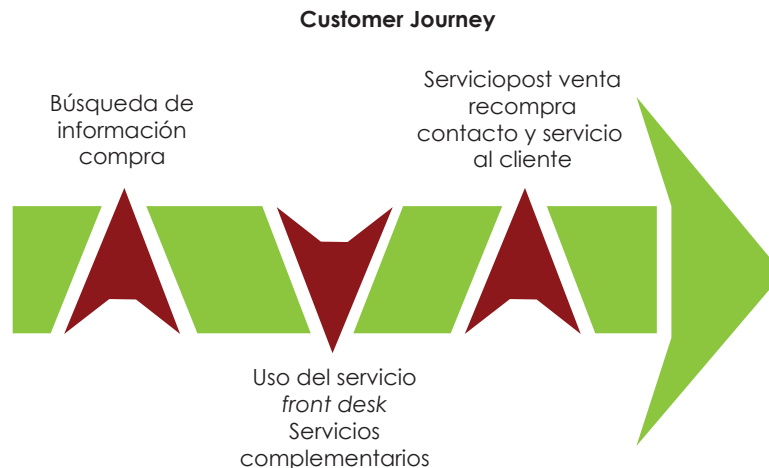 Customer Journey
Búsqueda de
información
compra
Serviciopost venta
recompra
contacto y servicio
al cliente
Uso del servicio
front desk
Servicios
complementarios